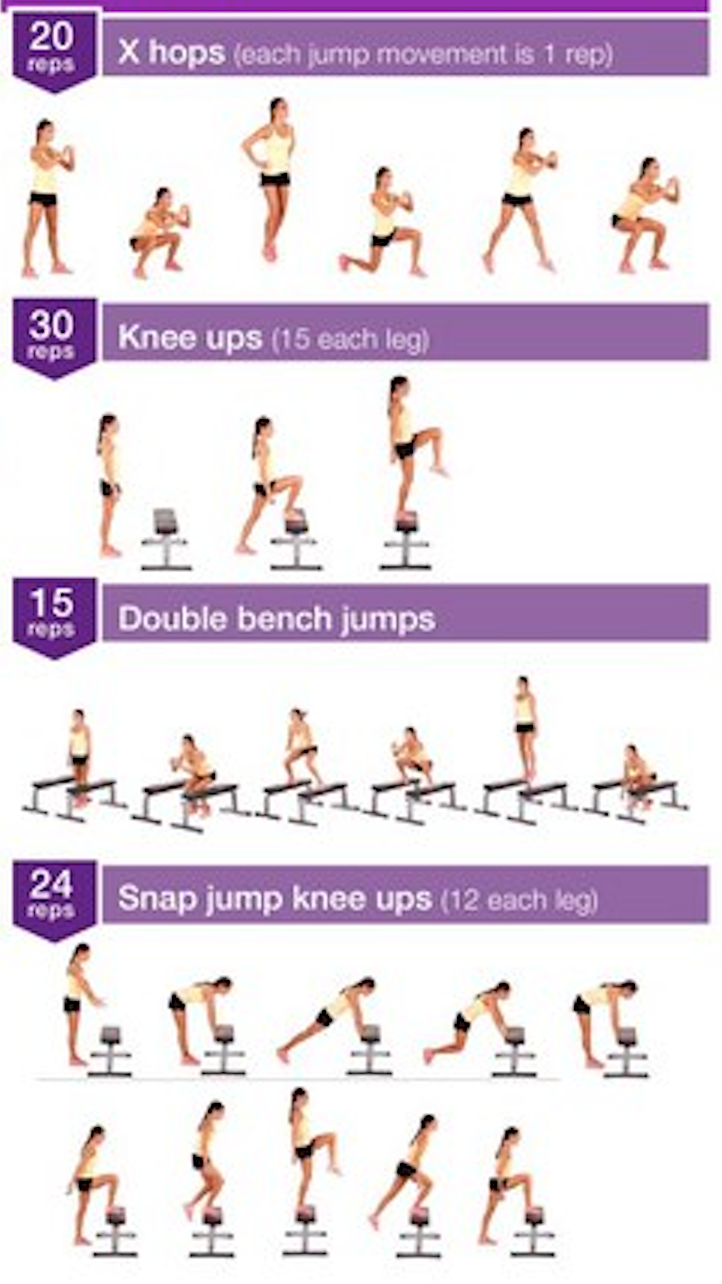 20
reps
X hops (each jump movement is 1 rep)
30
reps
Knee ups (15 each leg)
15
reps
Double bench jumps
24
reps
Snap jump knee ups (12 each leg)